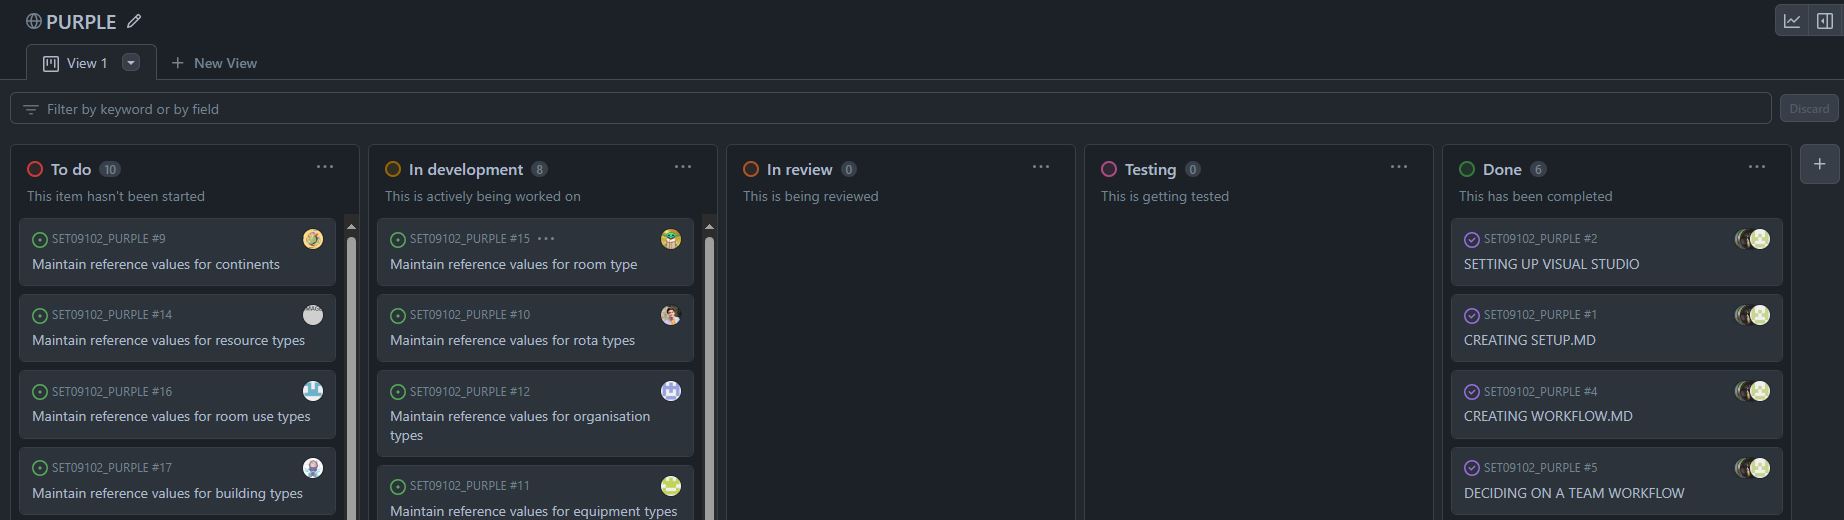 PURPLE
View 1
New View
Filter by keyword or by field
Discard
To do 10
This item hasn't been started
SET09102_PURPLE #9
Maintain reference values for continents
SET09102_PURPLE #14
Maintain reference values for resource types
SET09102_PURPLE #16
Maintain reference values for room use types
SET09102_PURPLE #17
Maintain reference values for building types
In development 8
This is actively being worked on
SET09102_PURPLE #15
Maintain reference values for room type
SET09102_PURPLE #10
Maintain reference values for rota types
SET09102_PURPLE #12
Maintain reference values for organisation
types
SET09102_PURPLE #11
Maintain reference values for equipment types
In review 0
This is being reviewed
Testing 0
This is getting tested
Done 6
This has been completed
SET09102_PURPLE #2
SETTING UP VISUAL STUDIO
SET09102_PURPLE #1
CREATING SETUP.MD
SET09102_PURPLE #4
CREATING WORKFLOW.MD
SET09102_PURPLE #5
DECIDING ON A TEAM WORKFLOW